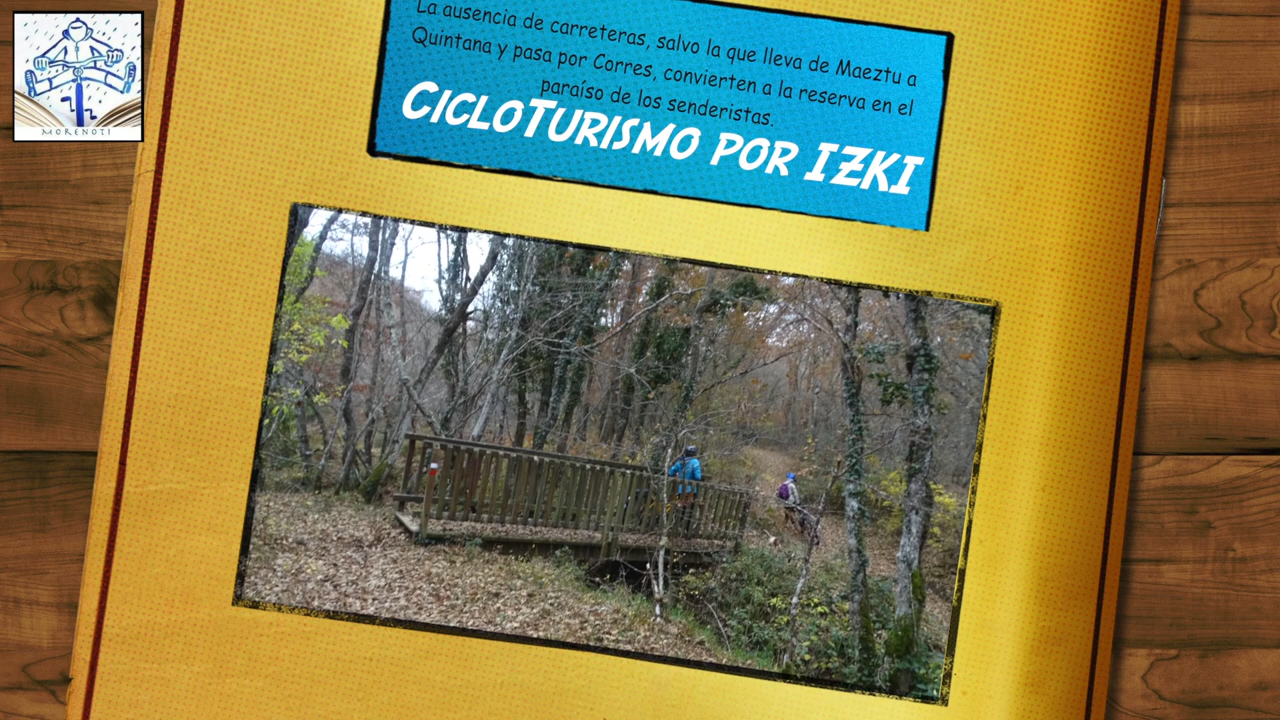 La ausencia de carreteras, salvo la que lleva de Maeztu a
Quintana y pasa por Corres, convierten a la reserva en el
paraíso de los senderistas.
CICLOTURISMO POR IZKI
MORENOTI